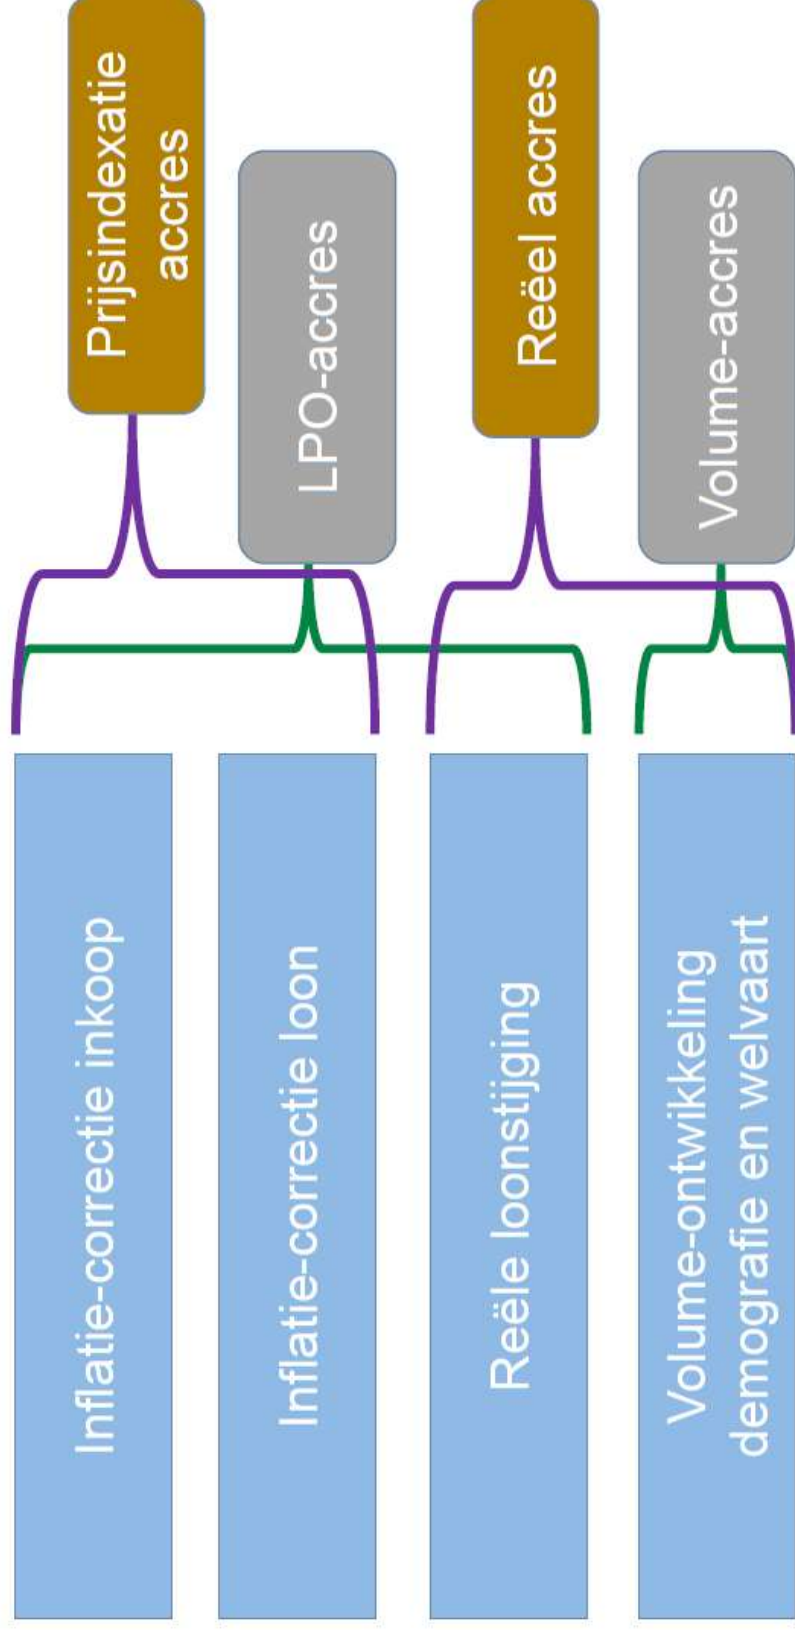 Inflatie-correctie inkoop
Inflatie-correctie loon
Reële loonstijging
Volume-ontwikkeling
demografie en welvaart
Prijsindexatie
accres
LPO-accres
Reëel accres
Volume-accres